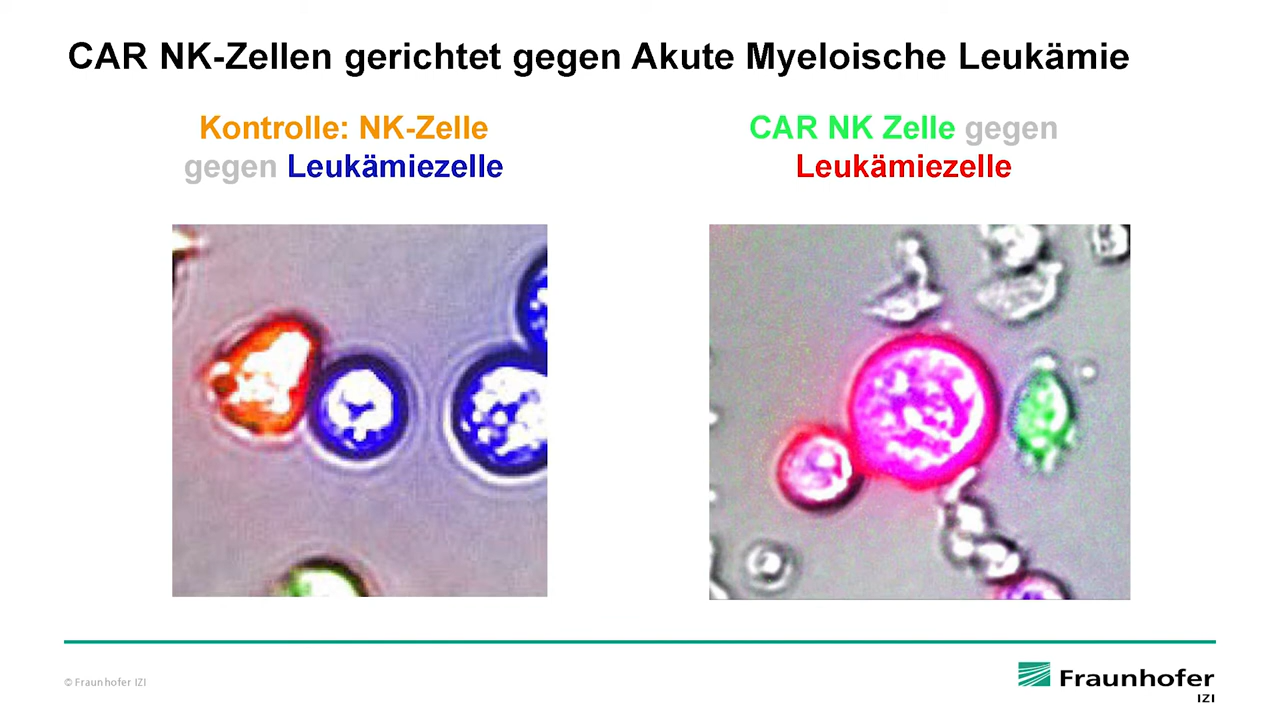 CAR NK-Zellen gerichtet gegen Akute Myeloische Leukämie
Kontrolle: NK-Zelle
gegen Leukämiezelle
CAR NK Zelle gegen
Leukämiezelle
© Fraunhofer IZI
Fraunhofer
IZI